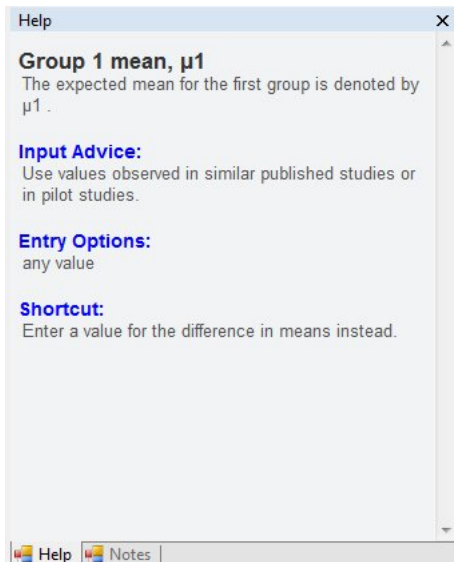 Help
Group 1 mean, µ1
The expected mean for the first group is denoted by
µ1 .
Input Advice:
Use values observed in similar published studies or
in pilot studies.
Entry Options:
any value
Shortcut:
Enter a value for the difference in means instead.
Help Notes